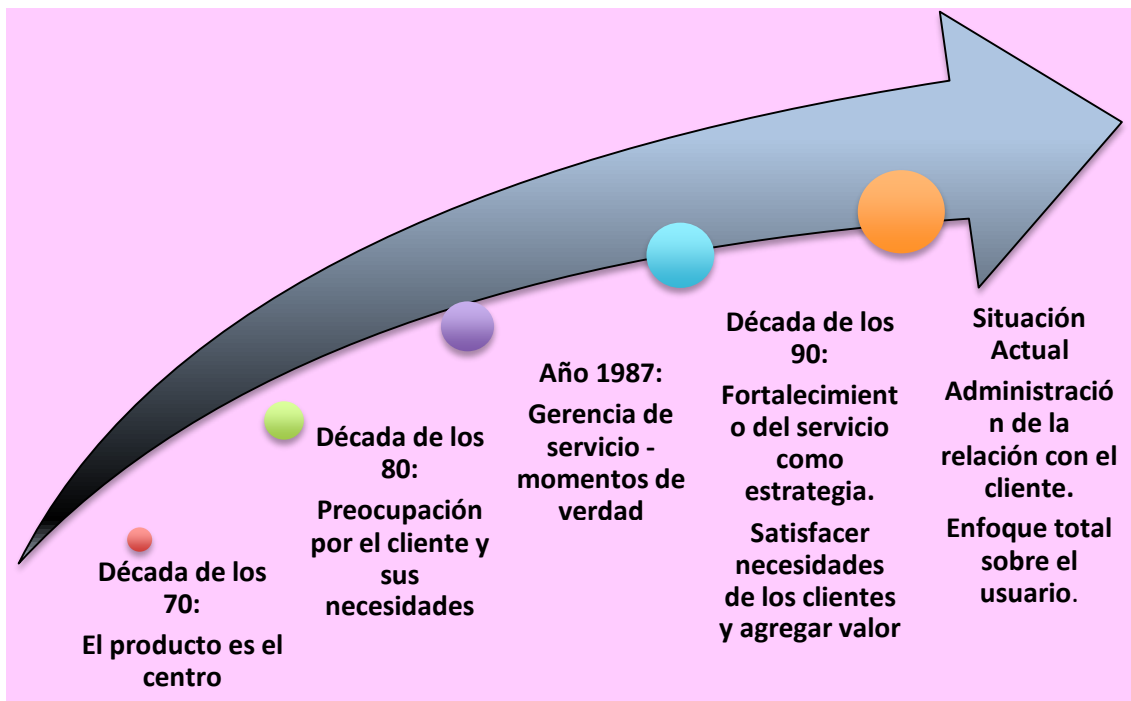 Década de los
70:
El producto es el
centro
Década de los
80:
Preocupación
por el cliente y
sus
necesidades
Año 1987:
Gerencia de
servicio -
momentos de
verdad
Década de los
90:
Fortalecimient
o del servicio
como
estrategia.
Satisfacer
necesidades
de los clientes
y agregar valor
Situación
Actual
Administració
n de la
relación con el
cliente.
Enfoque total
sobre el
usuario.